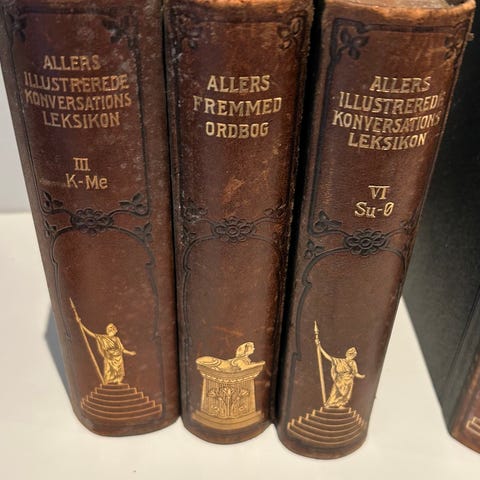 ALLERS
ILLUSTREREDE
KONVERSATIONS
LEKSIKON
III
K-Me
ALLERS
FREMMED
ORDBOG
ALLERS
ILLUSTREREDE
KONVERSATIONS
LEKSIKON
VI
Su-Ø